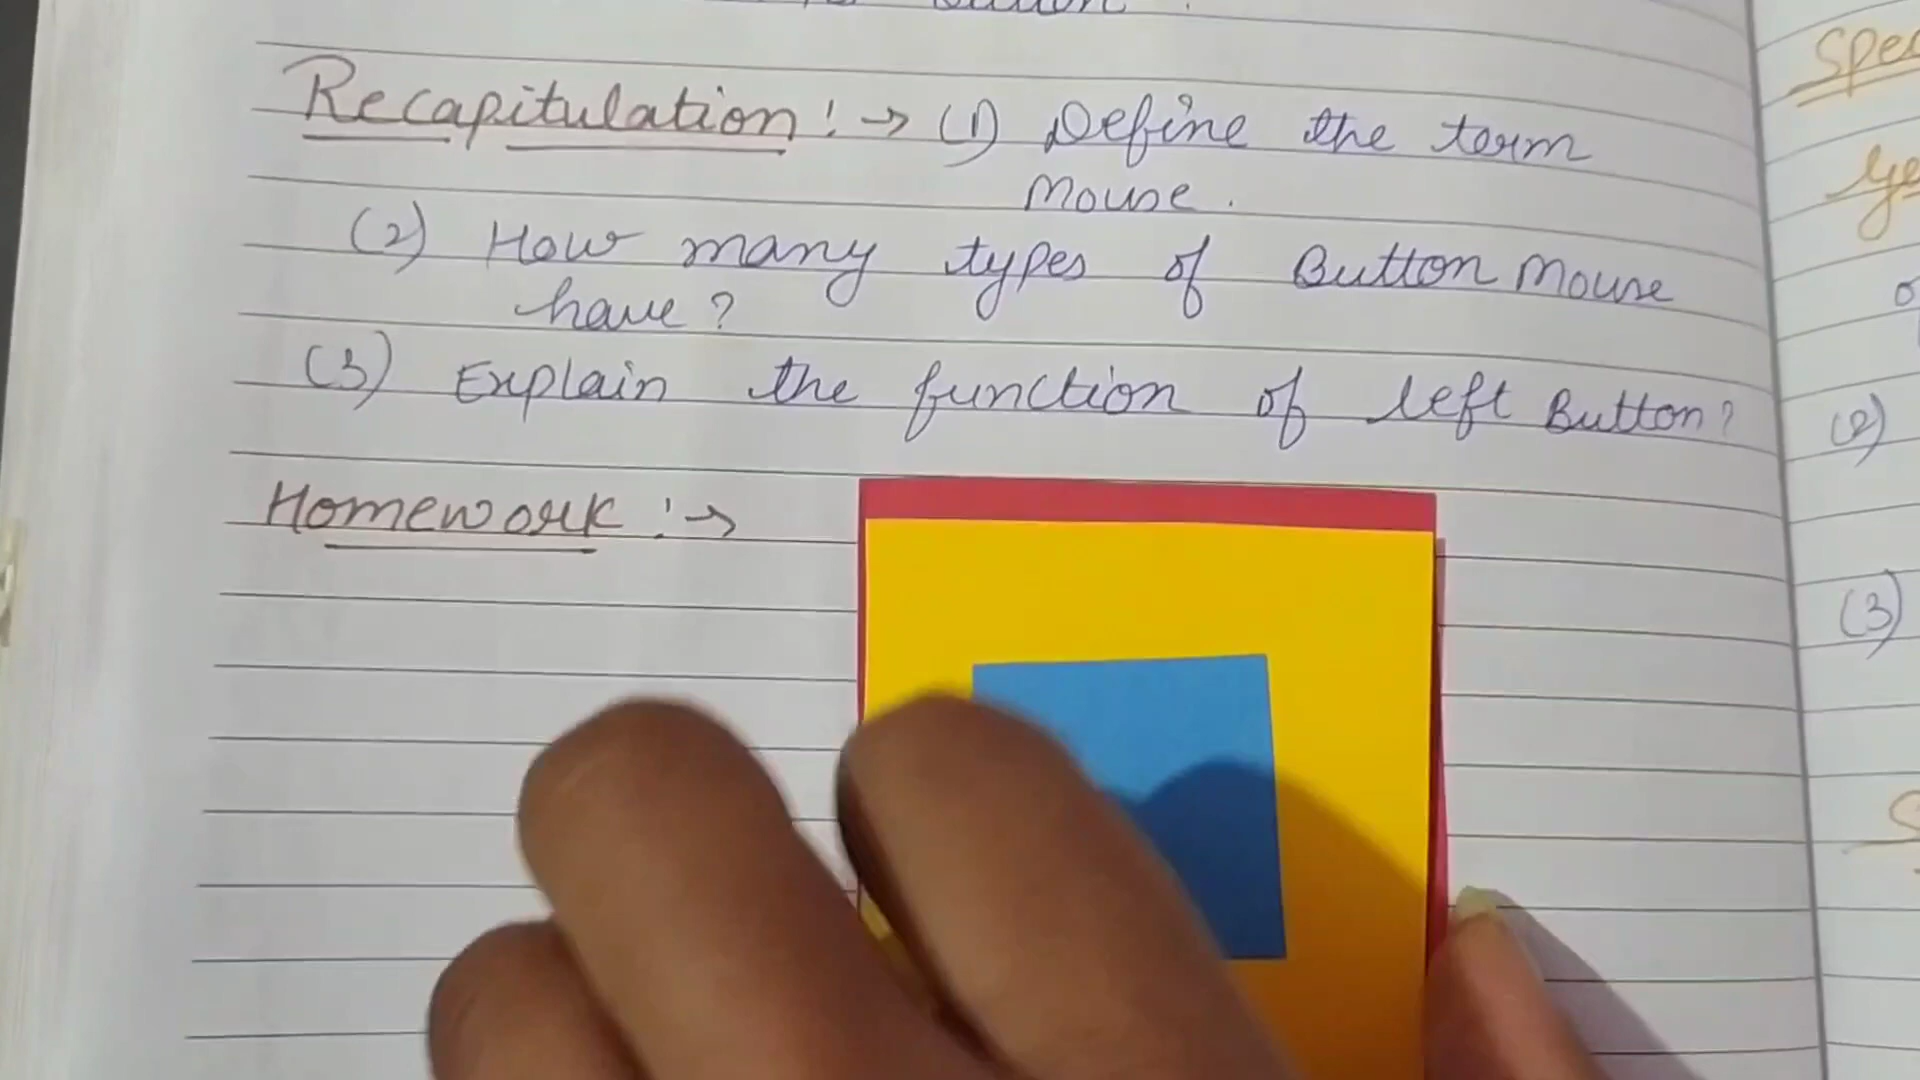 Recapitulation :→ (1) Define the term
Mouse.
(2) How many types of Button Mouse
have?
(3) Explain the function of left Button?
Homework :→
(2)
(3)